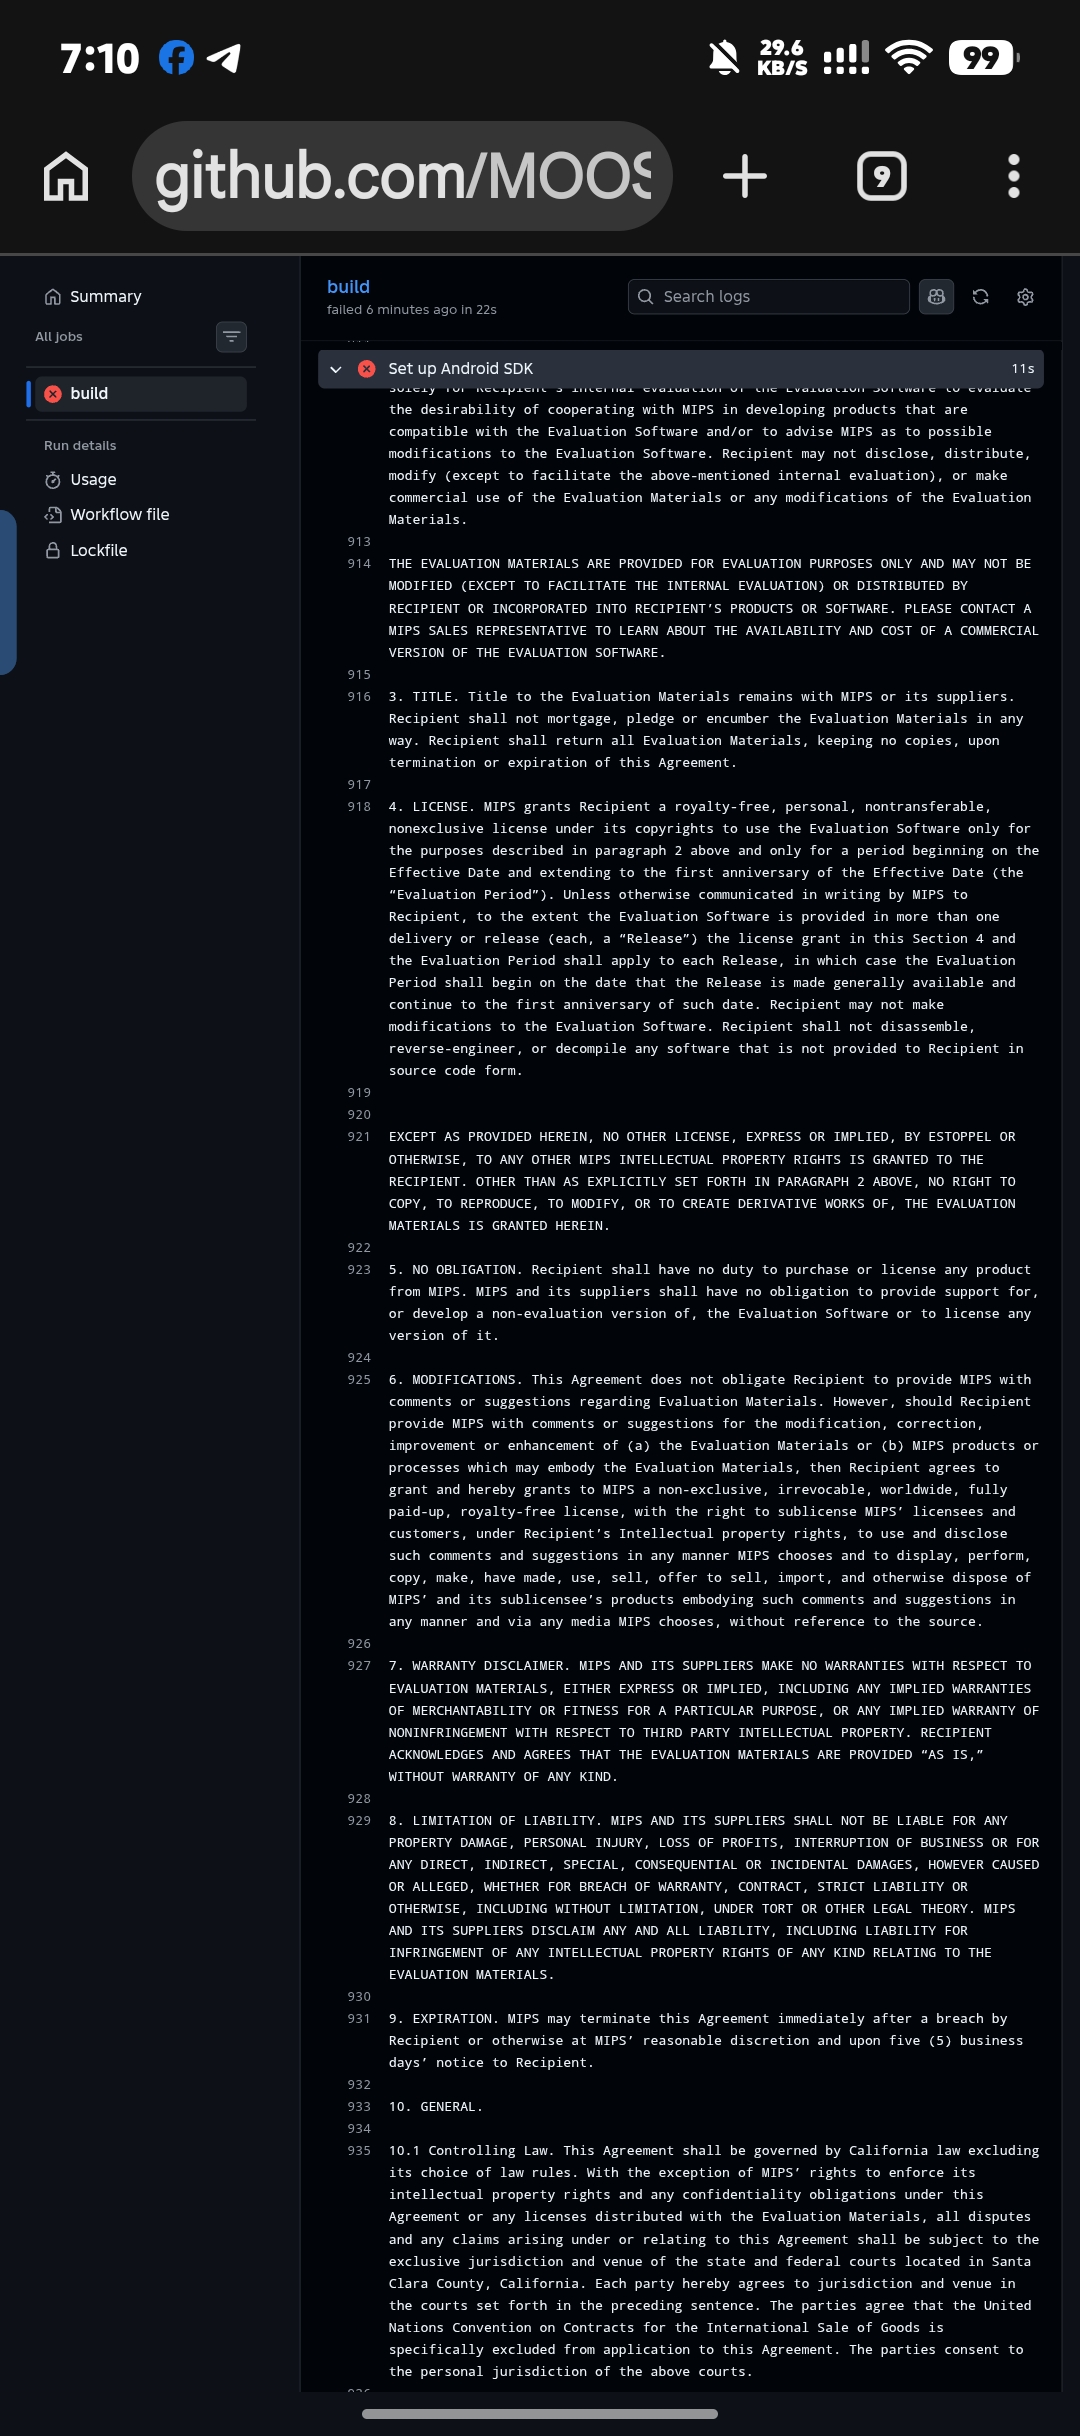 7:10
29.6
KB/S
99
github.com/MOOS
9
Summary
All jobs
build
Run details
Usage
Workflow file
Lockfile
build
failed 6 minutes ago in 22s
Search logs
Set up Android SDK
11s
solely for Recipient's internal evaluation of the Evaluation Software to evaluate
the desirability of cooperating with MIPS in developing products that are
compatible with the Evaluation Software and/or to advise MIPS as to possible
modifications to the Evaluation Software. Recipient may not disclose, distribute,
modify (except to facilitate the above-mentioned internal evaluation), or make
commercial use of the Evaluation Materials or any modifications of the Evaluation
Materials.
913
914 THE EVALUATION MATERIALS ARE PROVIDED FOR EVALUATION PURPOSES ONLY AND MAY NOT BE
MODIFIED (EXCEPT TO FACILITATE THE INTERNAL EVALUATION) OR DISTRIBUTED BY
RECIPIENT OR INCORPORATED INTO RECIPIENT’S PRODUCTS OR SOFTWARE. PLEASE CONTACT A
MIPS SALES REPRESENTATIVE TO LEARN ABOUT THE AVAILABILITY AND COST OF A COMMERCIAL
VERSION OF THE EVALUATION SOFTWARE.
915
916 3. TITLE. Title to the Evaluation Materials remains with MIPS or its suppliers.
Recipient shall not mortgage, pledge or encumber the Evaluation Materials in any
way. Recipient shall return all Evaluation Materials, keeping no copies, upon
termination or expiration of this Agreement.
917
918 4. LICENSE. MIPS grants Recipient a royalty-free, personal, nontransferable,
nonexclusive license under its copyrights to use the Evaluation Software only for
the purposes described in paragraph 2 above and only for a period beginning on the
Effective Date and extending to the first anniversary of the Effective Date (the
“Evaluation Period”). Unless otherwise communicated in writing by MIPS to
Recipient, to the extent the Evaluation Software is provided in more than one
delivery or release (each, a “Release”) the license grant in this Section 4 and
the Evaluation Period shall apply to each Release, in which case the Evaluation
Period shall begin on the date that the Release is made generally available and
continue to the first anniversary of such date. Recipient may not make
modifications to the Evaluation Software. Recipient shall not disassemble,
reverse-engineer, or decompile any software that is not provided to Recipient in
source code form.
919
920
921 EXCEPT AS PROVIDED HEREIN, NO OTHER LICENSE, EXPRESS OR IMPLIED, BY ESTOPPEL OR
OTHERWISE, TO ANY OTHER MIPS INTELLECTUAL PROPERTY RIGHTS IS GRANTED TO THE
RECIPIENT. OTHER THAN AS EXPLICITLY SET FORTH IN PARAGRAPH 2 ABOVE, NO RIGHT TO
COPY, TO REPRODUCE, TO MODIFY, OR TO CREATE DERIVATIVE WORKS OF, THE EVALUATION
MATERIALS IS GRANTED HEREIN.
922
923 5. NO OBLIGATION. Recipient shall have no duty to purchase or license any product
from MIPS. MIPS and its suppliers shall have no obligation to provide support for,
or develop a non-evaluation version of, the Evaluation Software or to license any
version of it.
924
925 6. MODIFICATIONS. This Agreement does not obligate Recipient to provide MIPS with
comments or suggestions regarding Evaluation Materials. However, should Recipient
provide MIPS with comments or suggestions for the modification, correction,
improvement or enhancement of (a) the Evaluation Materials or (b) MIPS products or
processes which may embody the Evaluation Materials, then Recipient agrees to
grant and hereby grants to MIPS a non-exclusive, irrevocable, worldwide, fully
paid-up, royalty-free license, with the right to sublicense MIPS’ licensees and
customers, under Recipient’s Intellectual property rights, to use and disclose
such comments and suggestions in any manner MIPS chooses and to display, perform,
copy, make, have made, use, sell, offer to sell, import, and otherwise dispose of
MIPS’ and its sublicensee’s products embodying such comments and suggestions in
any manner and via any media MIPS chooses, without reference to the source.
926
927 7. WARRANTY DISCLAIMER. MIPS AND ITS SUPPLIERS MAKE NO WARRANTIES WITH RESPECT TO
EVALUATION MATERIALS, EITHER EXPRESS OR IMPLIED, INCLUDING ANY IMPLIED WARRANTIES
OF MERCHANTABILITY OR FITNESS FOR A PARTICULAR PURPOSE, OR ANY IMPLIED WARRANTY OF
NONINFRINGEMENT WITH RESPECT TO THIRD PARTY INTELLECTUAL PROPERTY. RECIPIENT
ACKNOWLEDGES AND AGREES THAT THE EVALUATION MATERIALS ARE PROVIDED “AS IS,”
WITHOUT WARRANTY OF ANY KIND.
928
929 8. LIMITATION OF LIABILITY. MIPS AND ITS SUPPLIERS SHALL NOT BE LIABLE FOR ANY
PROPERTY DAMAGE, PERSONAL INJURY, LOSS OF PROFITS, INTERRUPTION OF BUSINESS OR FOR
ANY DIRECT, INDIRECT, SPECIAL, CONSEQUENTIAL OR INCIDENTAL DAMAGES, HOWEVER CAUSED
OR ALLEGED, WHETHER FOR BREACH OF WARRANTY, CONTRACT, STRICT LIABILITY OR
OTHERWISE, INCLUDING WITHOUT LIMITATION, UNDER TORT OR OTHER LEGAL THEORY. MIPS
AND ITS SUPPLIERS DISCLAIM ANY AND ALL LIABILITY, INCLUDING LIABILITY FOR
INFRINGEMENT OF ANY INTELLECTUAL PROPERTY RIGHTS OF ANY KIND RELATING TO THE
EVALUATION MATERIALS.
930
931 9. EXPIRATION. MIPS may terminate this Agreement immediately after a breach by
Recipient or otherwise at MIPS’ reasonable discretion and upon five (5) business
days’ notice to Recipient.
932
933 10. GENERAL.
934
935 10.1 Controlling Law. This Agreement shall be governed by California law excluding
its choice of law rules. With the exception of MIPS’ rights to enforce its
intellectual property rights and any confidentiality obligations under this
Agreement or any licenses distributed with the Evaluation Materials, all disputes
and any claims arising under or relating to this Agreement shall be subject to the
exclusive jurisdiction and venue of the state and federal courts located in Santa
Clara County, California. Each party hereby agrees to jurisdiction and venue in
the courts set forth in the preceding sentence. The parties agree that the United
Nations Convention on Contracts for the International Sale of Goods is
specifically excluded from application to this Agreement. The parties consent to
the personal jurisdiction of the above courts.